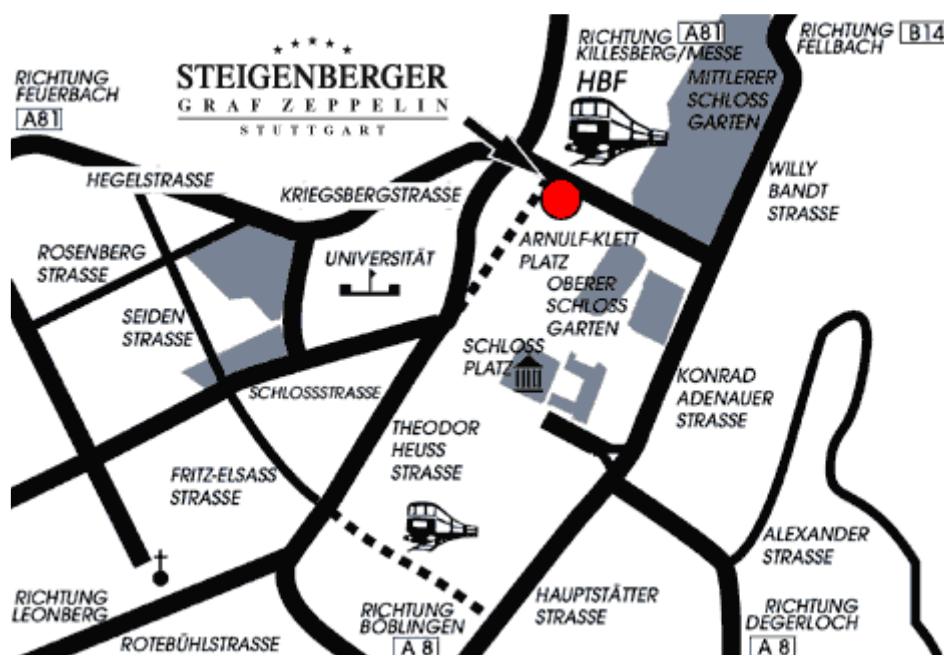 RICHTUNG
FEUERBACH
A81
STEIGENBERGER
GRAF ZEPPELIN
STUTTGART
RICHTUNG A81
KILLESBERG/MESSE
HBF
RICHTUNG B14
FELLBACH
MITTLERER
SCHLOSS
GARTEN
HEGELSTRASSE
KRIEGSBERGSTRASSE
WILLY
BANDT
STRASSE
ROSENBERG
STRASSE
UNIVERSITÄT
ARNULF-KLETT
PLATZ
OBERER
SCHLOSS
GARTEN
SEIDEN
STRASSE
SCHLOSS
PLATZ
SCHLOSSSTRASSE
KONRAD
ADENAUER
STRASSE
THEODOR
HEUSS
STRASSE
FRITZ-ELSASS
STRASSE
ALEXANDER
STRASSE
RICHTUNG
LEONBERG
ROTEBÜHLSTRASSE
RICHTUNG
BÖBLINGEN
A 8
HAUPTSTÄTTER
STRASSE
RICHTUNG
DEGERLOCH
A 8